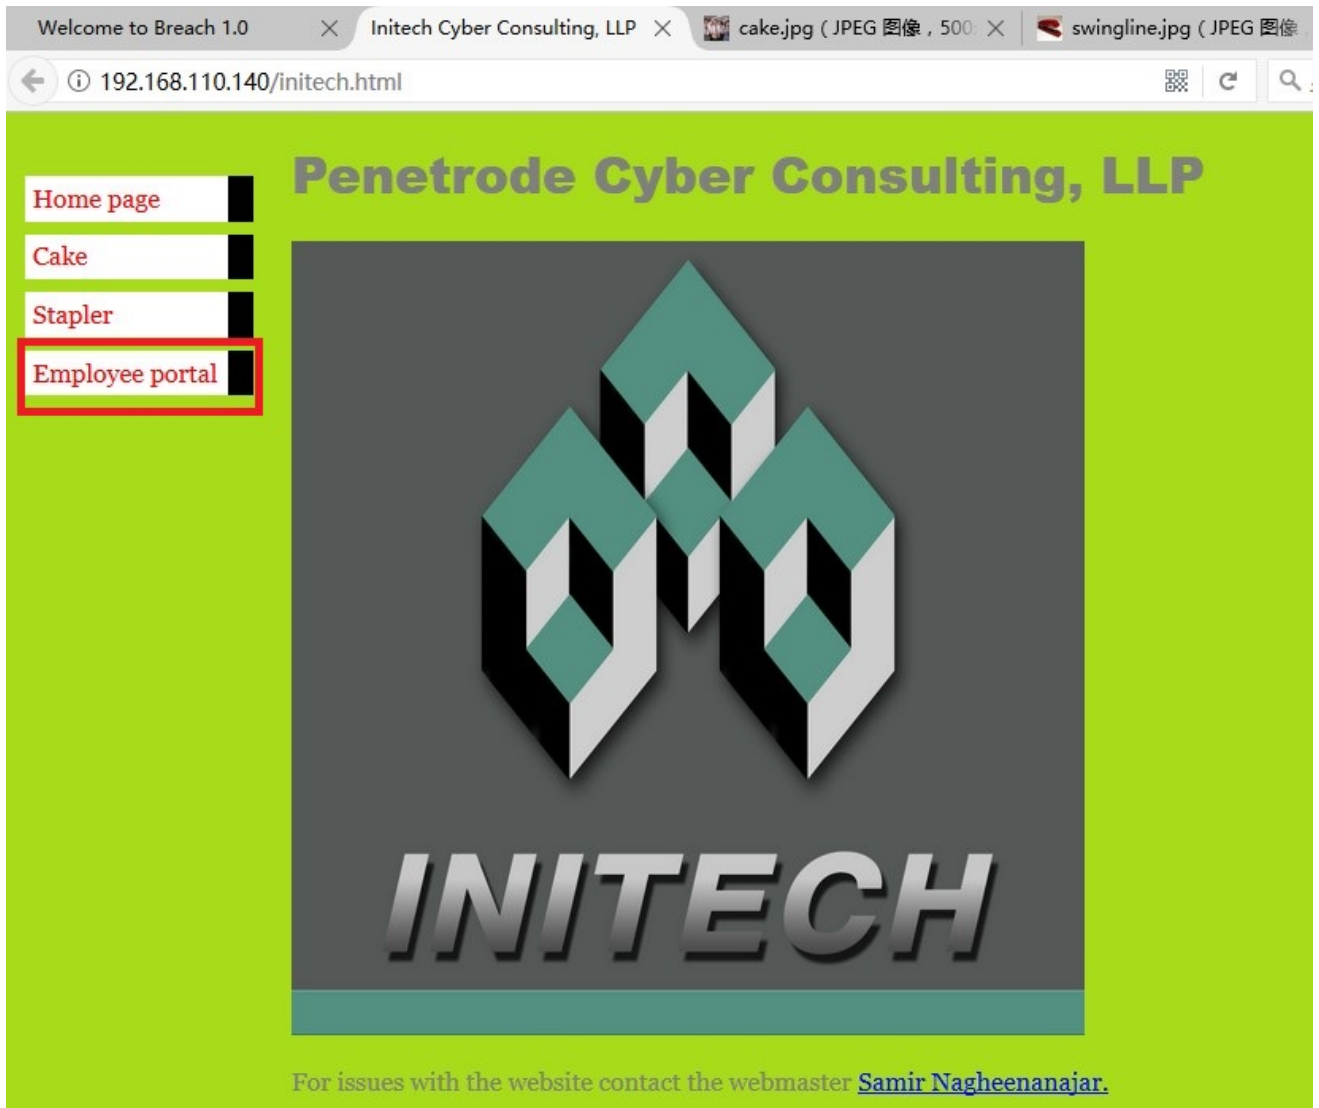 Welcome to Breach 1.0
Initech Cyber Consulting, LLP
cake.jpg ( JPEG 图像 , 500
swingline.jpg ( JPEG 图像
192.168.110.140/initech.html
Penetrode Cyber Consulting, LLP
Home page
Cake
Stapler
Employee portal
INITECH
For issues with the website contact the webmaster Samir Nagheenanajar.